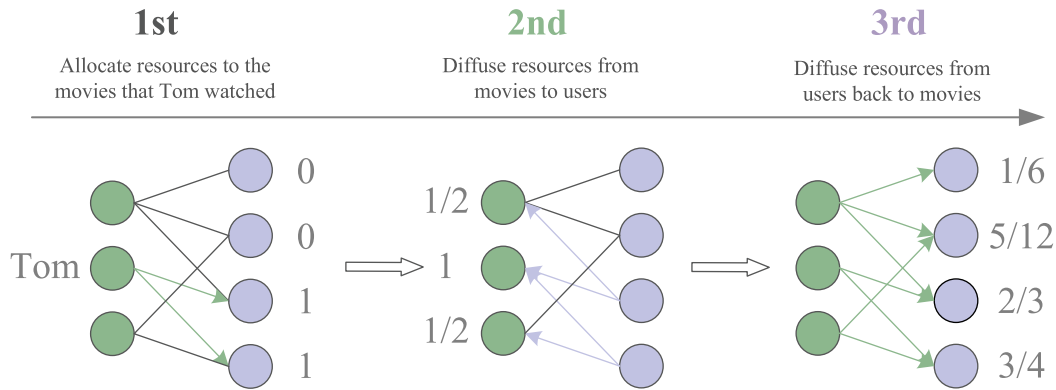 1st
2nd
3rd
Allocate resources to the
movies that Tom watched
Diffuse resources from
movies to users
Diffuse resources from
users back to movies
Tom
0
0
1
1
1/2
1
1/2
1/6
5/12
2/3
3/4